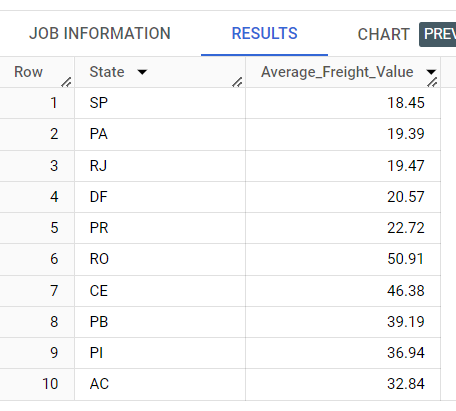 JOB INFORMATION RESULTS CHART PREV
Row State Average_Freight_Value
1 SP 18.45
2 PA 19.39
3 RJ 19.47
4 DF 20.57
5 PR 22.72
6 RO 50.91
7 CE 46.38
8 PB 39.19
9 PI 36.94
10 AC 32.84